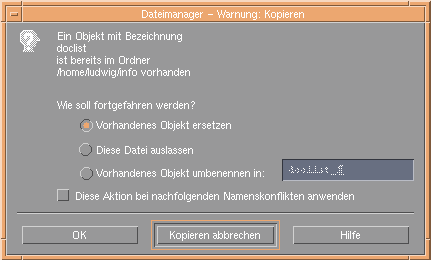 Dateimanager - Warnung: Kopieren
Ein Objekt mit Bezeichnung
doclist
ist bereits im Ordner
/home/ludwig/info vorhanden
Wie soll fortgefahren werden?
Vorhandenes Objekt ersetzen
Diese Datei auslassen
Vorhandenes Objekt umbenennen in:
Diese Aktion bei nachfolgenden Namenskonflikten anwenden
OK
Kopieren abbrechen
Hilfe